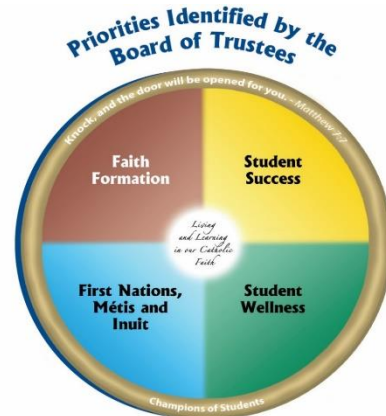 Priorities Identified by the
Board of Trustees
Knock, and the door will be opened for you. - Matthew 7:7
Faith
Formation
Student
Success
Living
and Learning
in our Catholic
Faith
First Nations,
Métis and
Inuit
Student
Wellness
Champions of Students